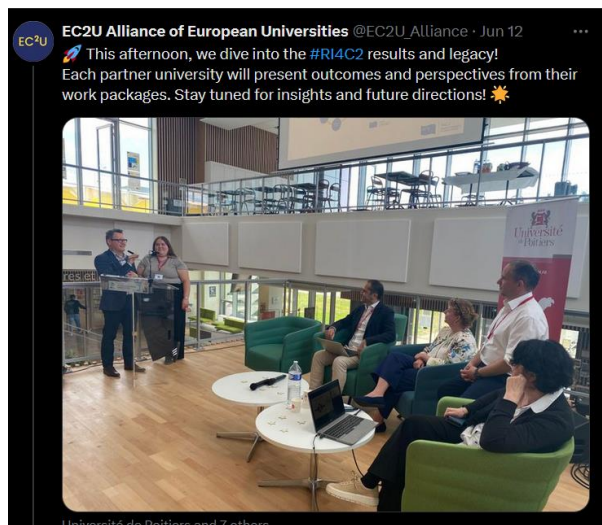 EC2U
EC2U Alliance of European Universities @EC2U_Alliance · Jun 12
🚀 This afternoon, we dive into the #RI4C2 results and legacy!
Each partner university will present outcomes and perspectives from their
work packages. Stay tuned for insights and future directions! 🌟
Université
de Poitiers
res et
Université de Poitiers and 7 others